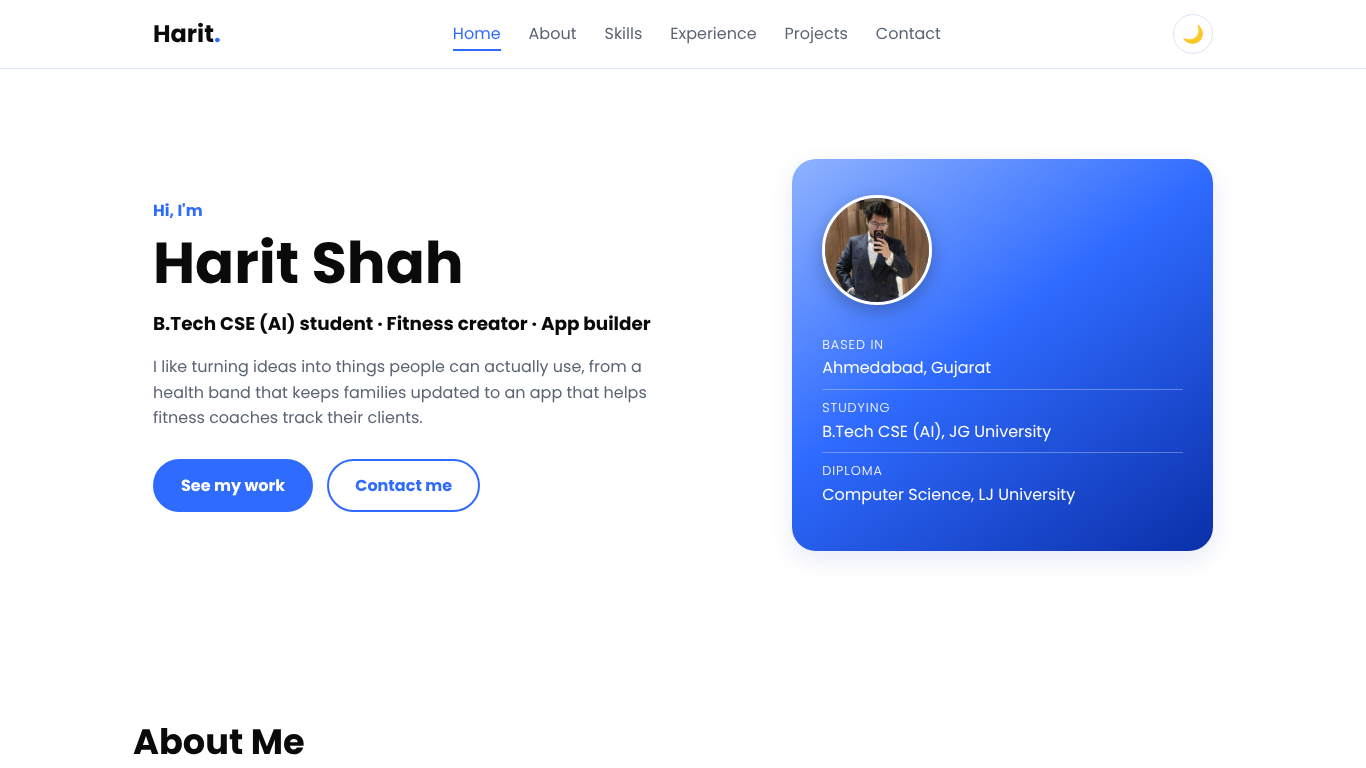 Harit.
Home About Skills Experience Projects Contact
Hi, I'm
Harit Shah
B.Tech CSE (AI) student · Fitness creator · App builder
I like turning ideas into things people can actually use, from a
health band that keeps families updated to an app that helps
fitness coaches track their clients.
See my work Contact me
BASED IN
Ahmedabad, Gujarat
STUDYING
B.Tech CSE (AI), JG University
DIPLOMA
Computer Science, LJ University
About Me